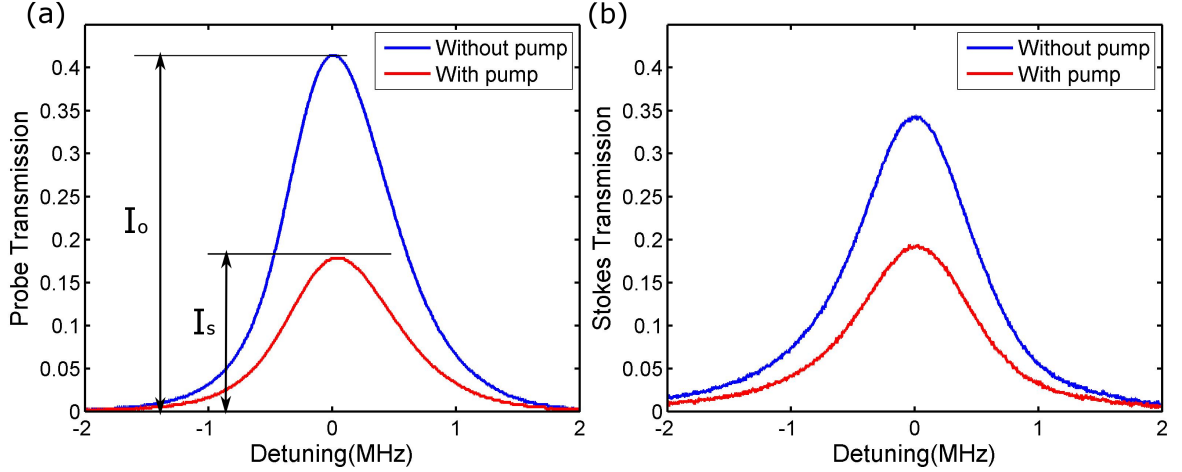 (a)
Probe Transmission
0.4
0.35
0.3
0.25
0.2
0.15
0.1
0.05
0
-2
-1
0
1
2
Detuning(MHz)
Without pump
With pump
Io
Is
(b)
Stokes Transmission
0.4
0.35
0.3
0.25
0.2
0.15
0.1
0.05
0
-2
-1
0
1
2
Detuning(MHz)
Without pump
With pump